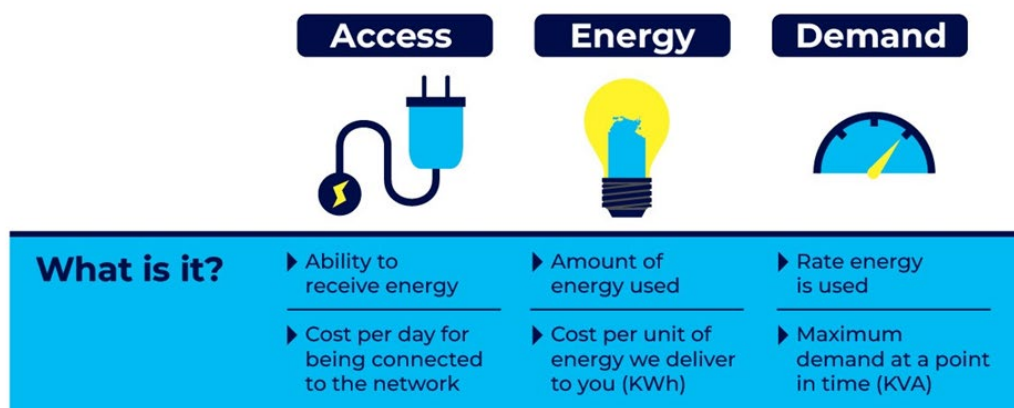 Access
Energy
Demand
What is it?
Ability to
receive energy
Cost per day for
being connected
to the network
Amount of
energy used
Cost per unit of
energy we deliver
to you (KWh)
Rate energy
is used
Maximum
demand at a point
in time (KVA)